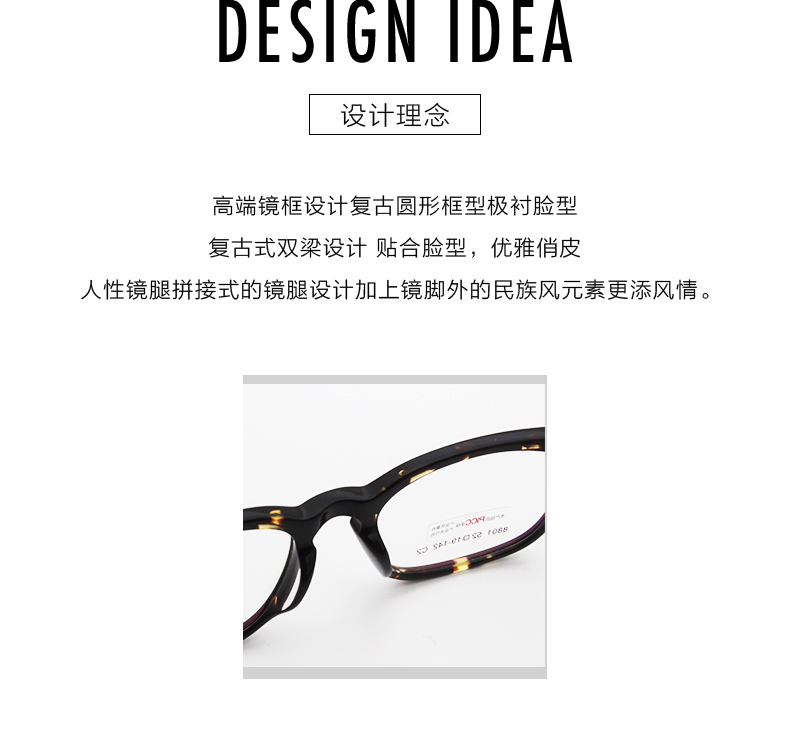 DESIGN IDEA
设计理念
高端镜框设计复古圆形框型极衬脸型
复古式双梁设计 贴合脸型，优雅俏皮
人性镜腿拼接式的镜腿设计加上镜脚外的民族风元素更添风情。
PICC
8801 52□19-142 C2